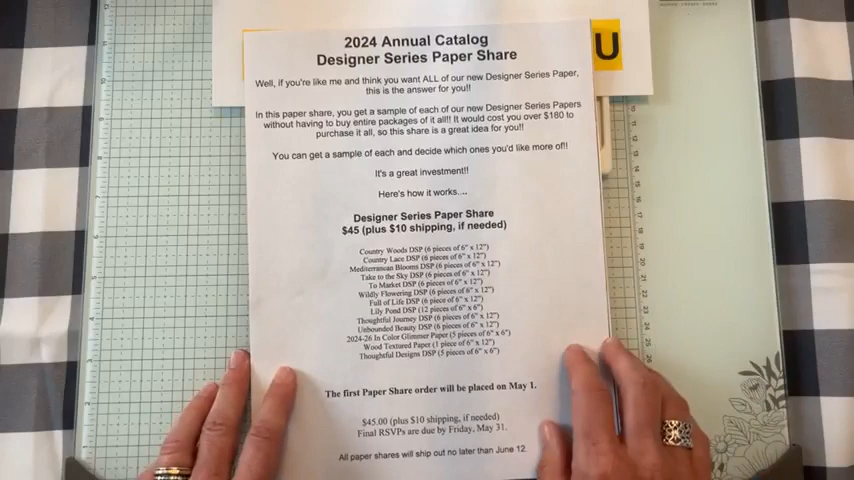 2024 Annual Catalog
Designer Series Paper Share
Well, if you're like me and think you want ALL of our new Designer Series Paper,
this is the answer for you!!
In this paper share, you get a sample of each of our new Designer Series Papers
without having to buy entire packages of it all!! It would cost you over $180 to
purchase it all, so this share is a great idea for you!!
You can get a sample of each and decide which ones you'd like more of!!
It's a great investment!!
Here's how it works....
Designer Series Paper Share
$45 (plus $10 shipping, if needed)
Country Woods DSP (6 pieces of 6" x 12")
Country Lace DSP (6 pieces of 6" x 12")
Mediterranean Blooms DSP (6 pieces of 6" x 12")
Take to the Sky DSP (6 pieces of 6" x 12")
To Market DSP (6 pieces of 6" x 12")
Wildly Flowering DSP (6 pieces of 6" x 12")
Full of Life DSP (6 piece of 6" x 12")
Lily Pond DSP (12 pieces of 6" x 6")
Thoughtful Journey DSP (6 pieces of 6" x 12")
Unbounded Beauty DSP (6 pieces of 6" x 12")
2024-26 In Color Glimmer Paper (5 pieces of 6" x 6")
Wood Textured Paper (1 piece of 6" x 12")
Thoughtful Designs DSP (5 pieces of 6" x 6")
The first Paper Share order will be placed on May 1.
$45.00 (plus $10 shipping, if needed)
Final RSVPs are due by Friday, May 31.
All paper shares will ship out no later than June 12
U